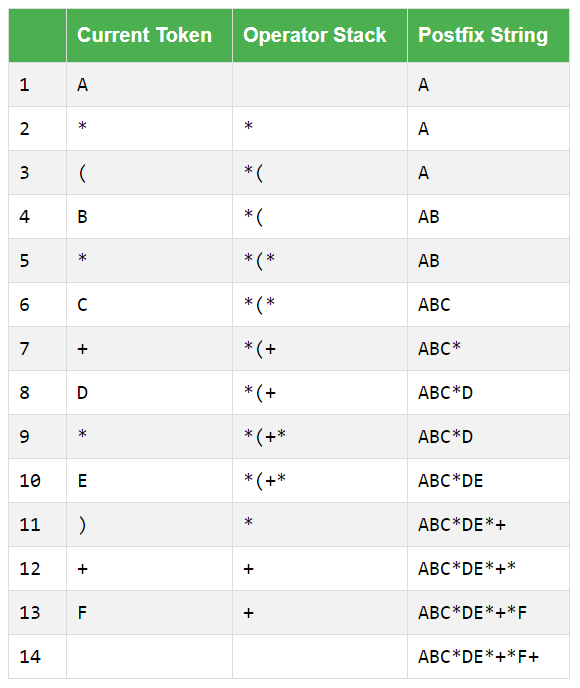 Current Token Operator Stack Postfix String
1 A A
2 * * A
3 ( *( A
4 B *( AB
5 * *(* AB
6 C *(* ABC
7 + *(+ ABC*
8 D *(+ ABC*D
9 * *(+* ABC*D
10 E *(+* ABC*DE
11 ) * ABC*DE*+
12 + + ABC*DE*+*
13 F + ABC*DE*+*F
14 ABC*DE*+*F+